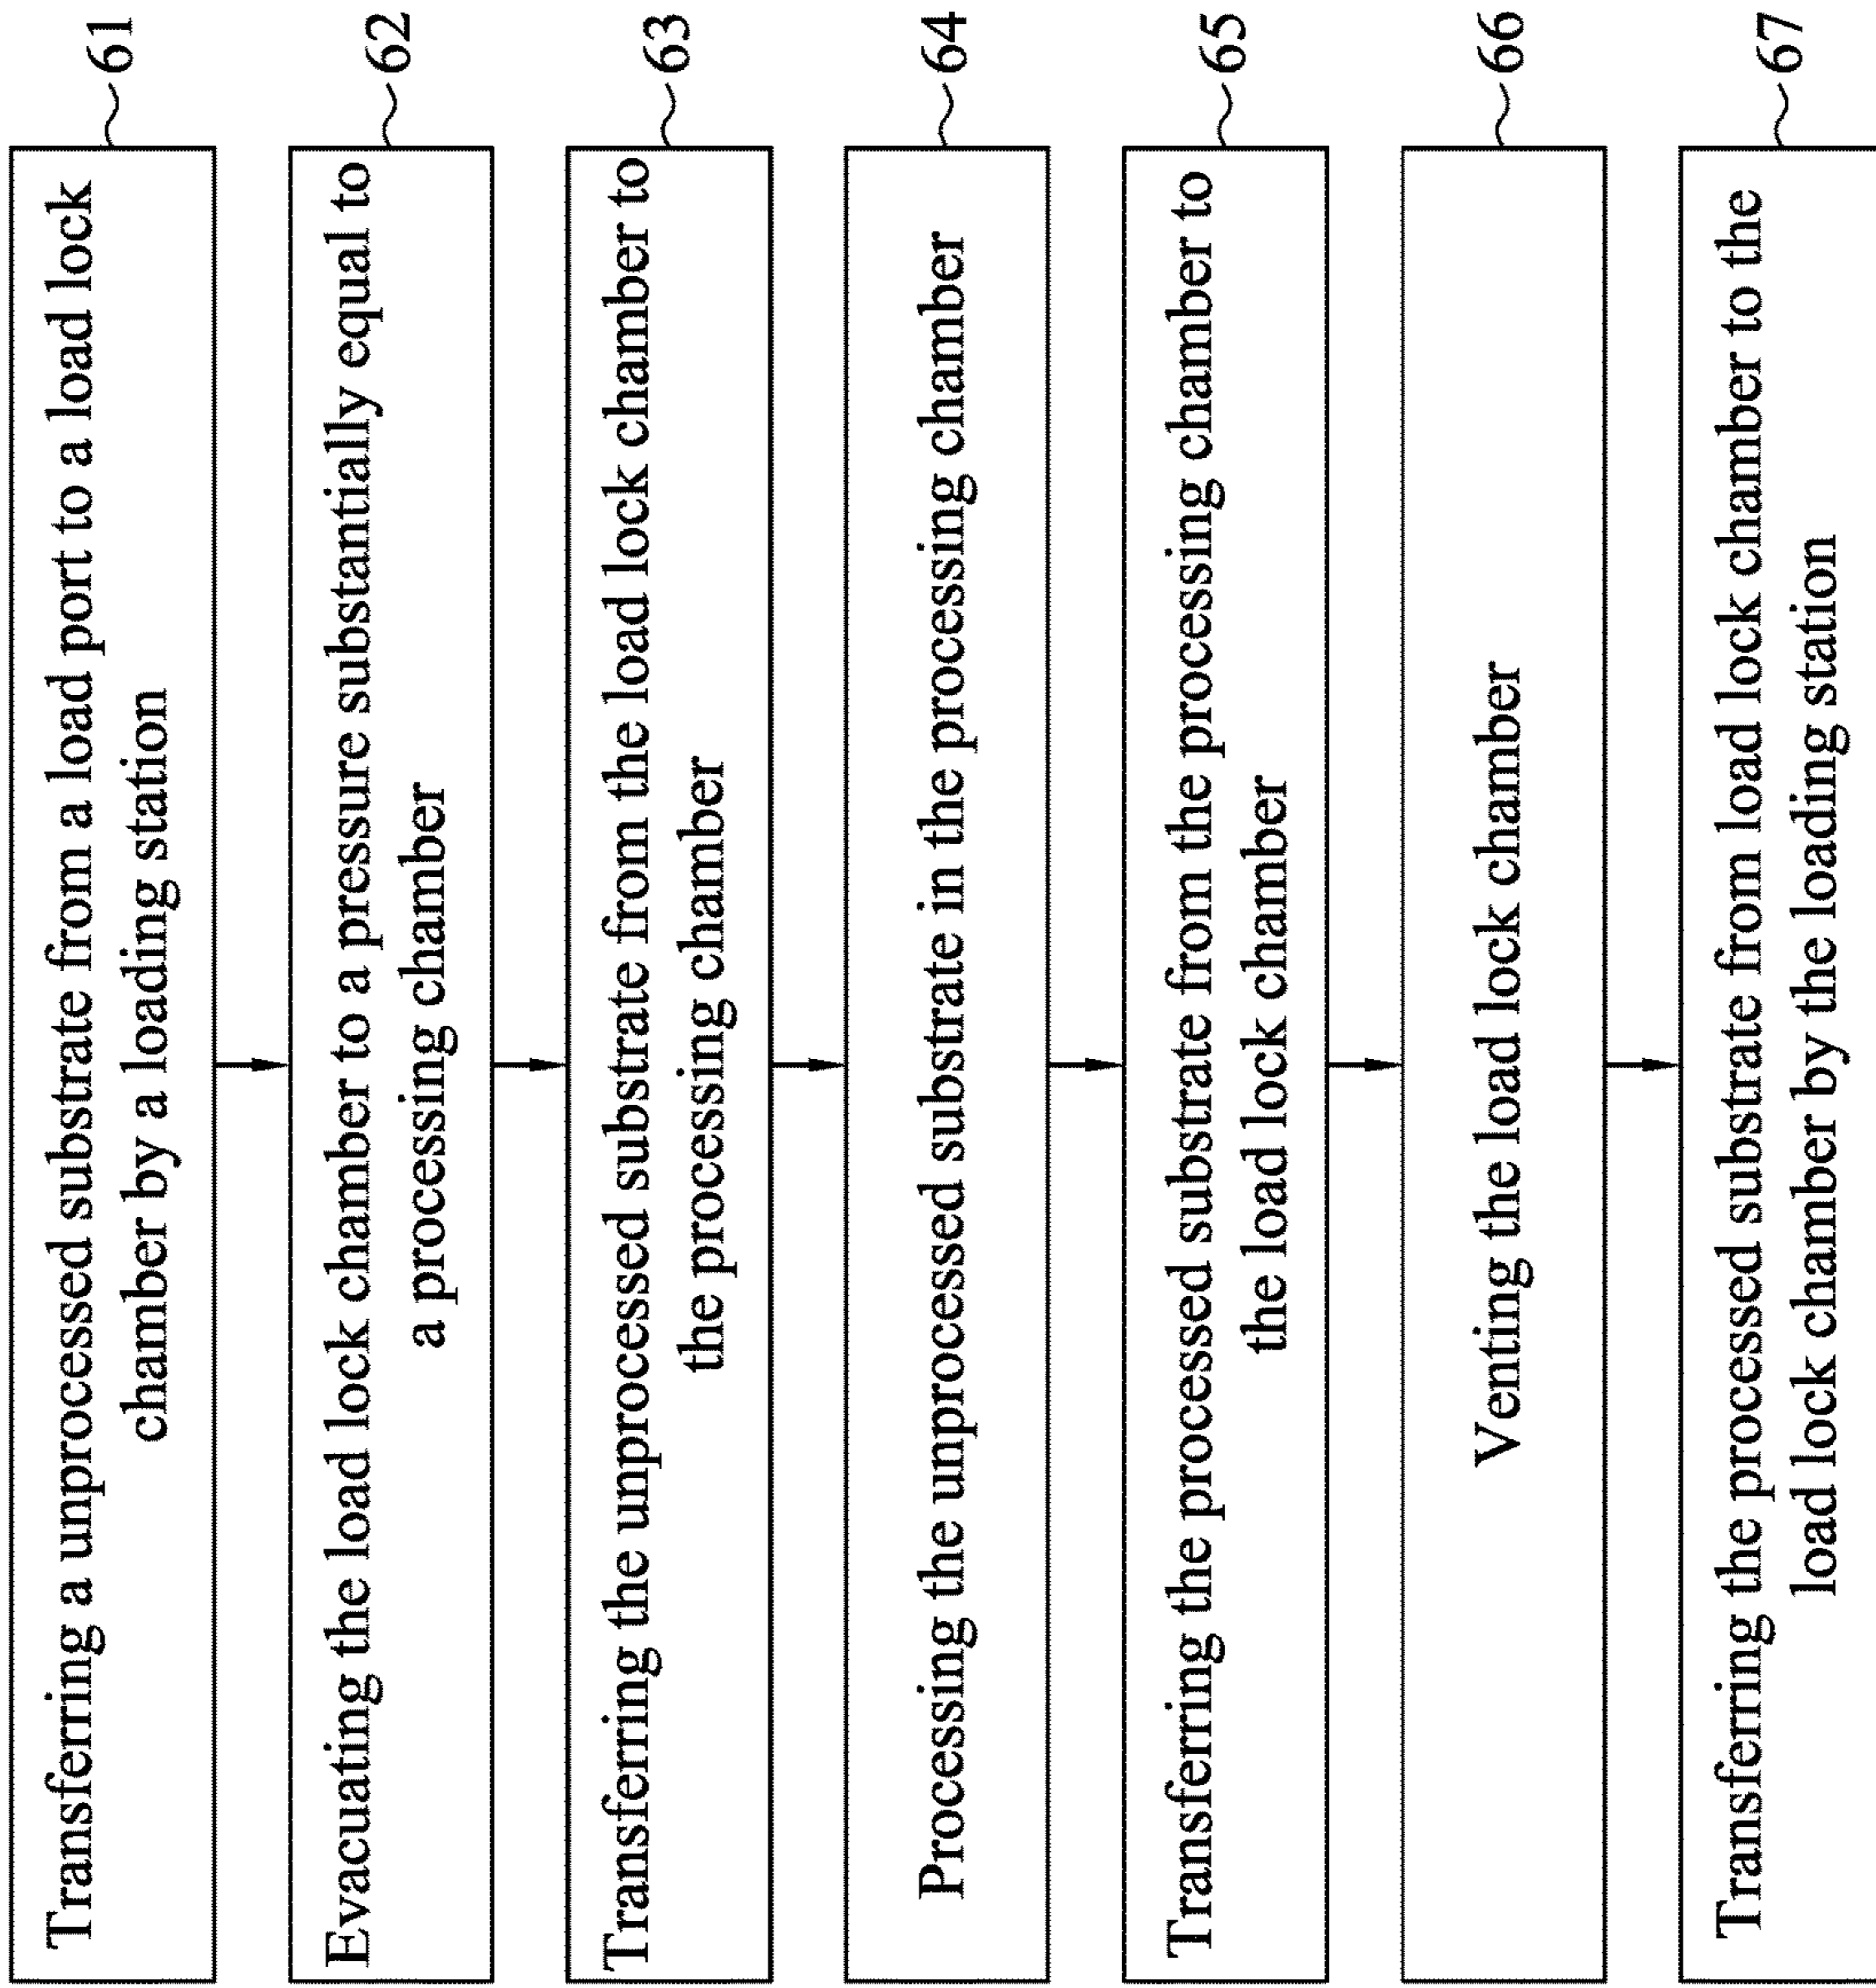 Transferring a unprocessed substrate from a load port to a load lock
chamber by a loading station
61
Evacuating the load lock chamber to a pressure substantially equal to
a processing chamber
62
Transferring the unprocessed substrate from the load lock chamber to
the processing chamber
63
Processing the unprocessed substrate in the processing chamber
64
Transferring the processed substrate from the processing chamber to
the load lock chamber
65
Venting the load lock chamber
66
Transferring the processed substrate from load lock chamber to the
load lock chamber by the loading station
67